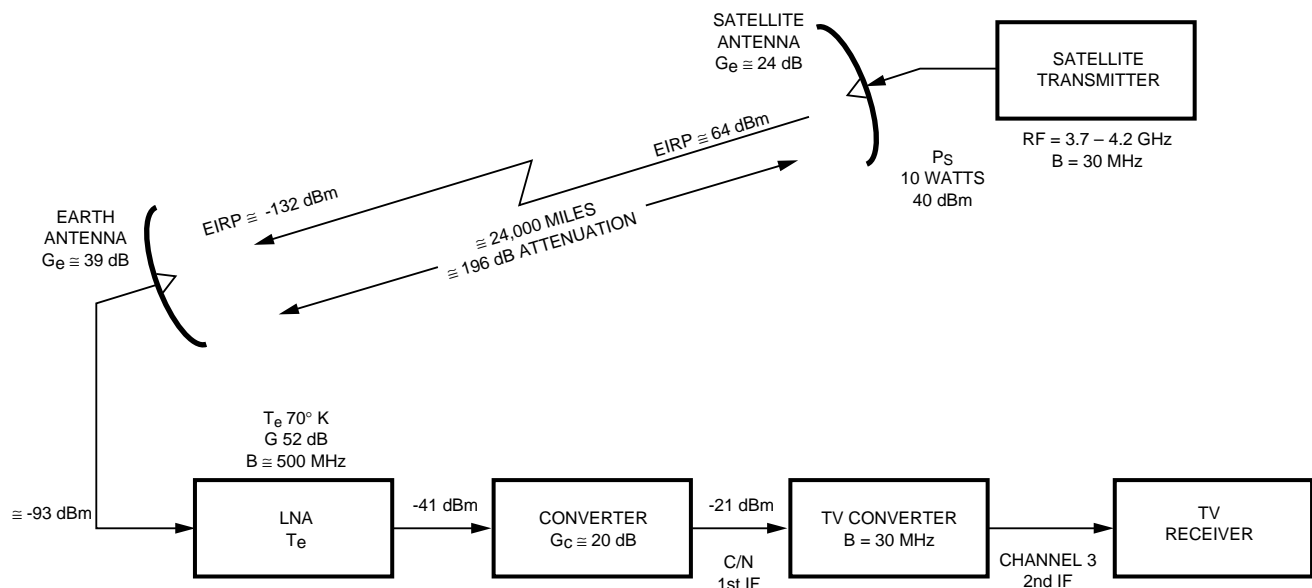 SATELLITE
ANTENNA
Ge ≅ 24 dB
SATELLITE
TRANSMITTER
RF = 3.7 – 4.2 GHz
B = 30 MHz
PS
10 WATTS
40 dBm
EIRP ≅ 64 dBm
EIRP ≅ -132 dBm
≅ 24,000 MILES
≅ 196 dB ATTENUATION
EARTH
ANTENNA
Ge ≅ 39 dB
Te 70° K
G 52 dB
B ≅ 500 MHz
≅ -93 dBm
LNA
Te
-41 dBm
CONVERTER
GC ≅ 20 dB
-21 dBm
C/N
1st IF
TV CONVERTER
B = 30 MHz
CHANNEL 3
2nd IF
TV
RECEIVER